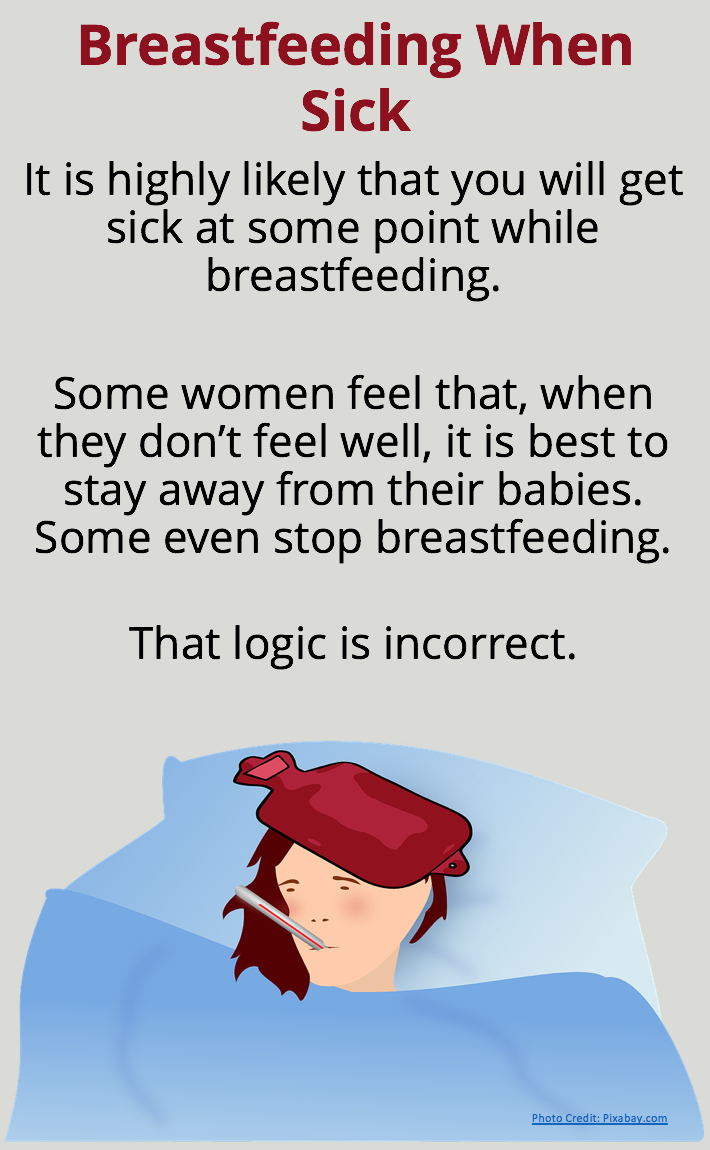 Breastfeeding When
Sick
It is highly likely that you will get
sick at some point while
breastfeeding.
Some women feel that, when
they don’t feel well, it is best to
stay away from their babies.
Some even stop breastfeeding.
That logic is incorrect.
Photo Credit: Pixabay.com